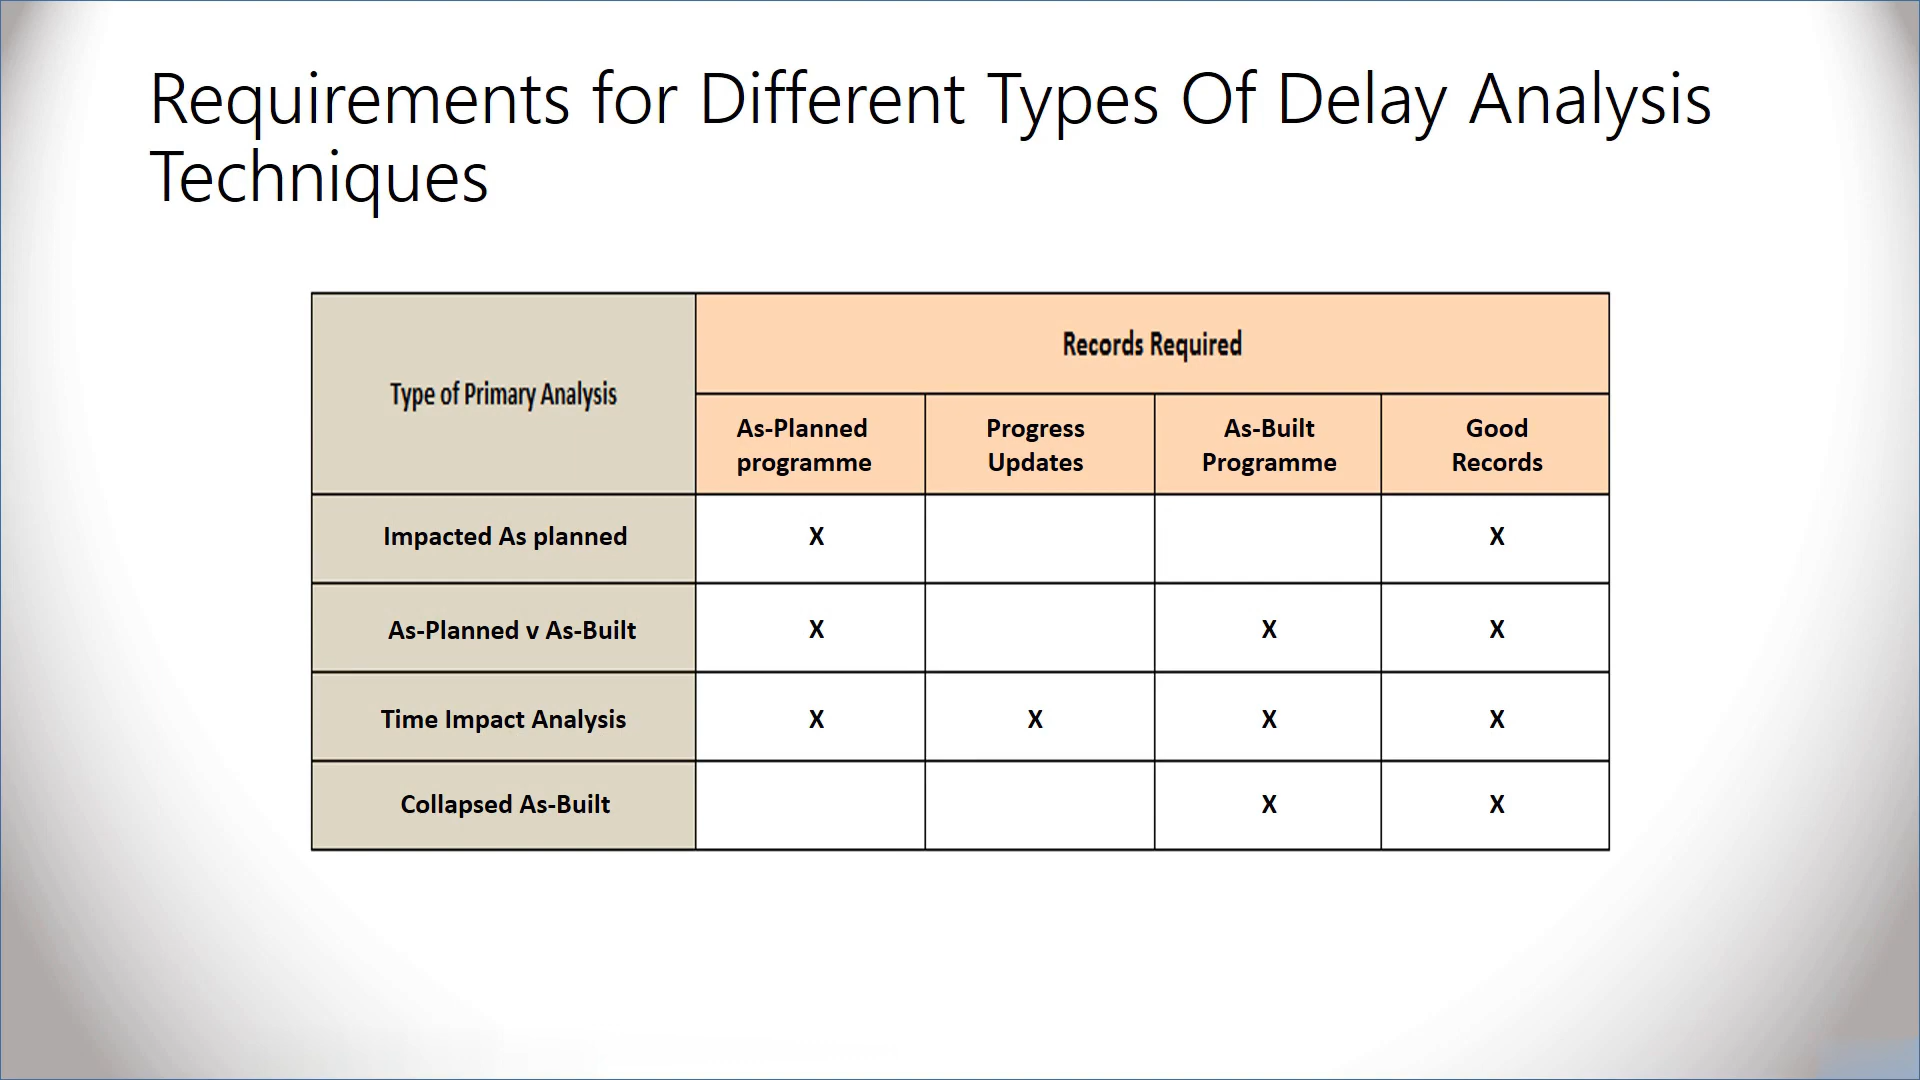 Requirements for Different Types Of Delay Analysis
Techniques
Type of Primary Analysis
Records Required
As-Planned
programme
Progress
Updates
As-Built
Programme
Good
Records
Impacted As planned
X
X
As-Planned v As-Built
X
X
X
Time Impact Analysis
X
X
X
X
Collapsed As-Built
X
X